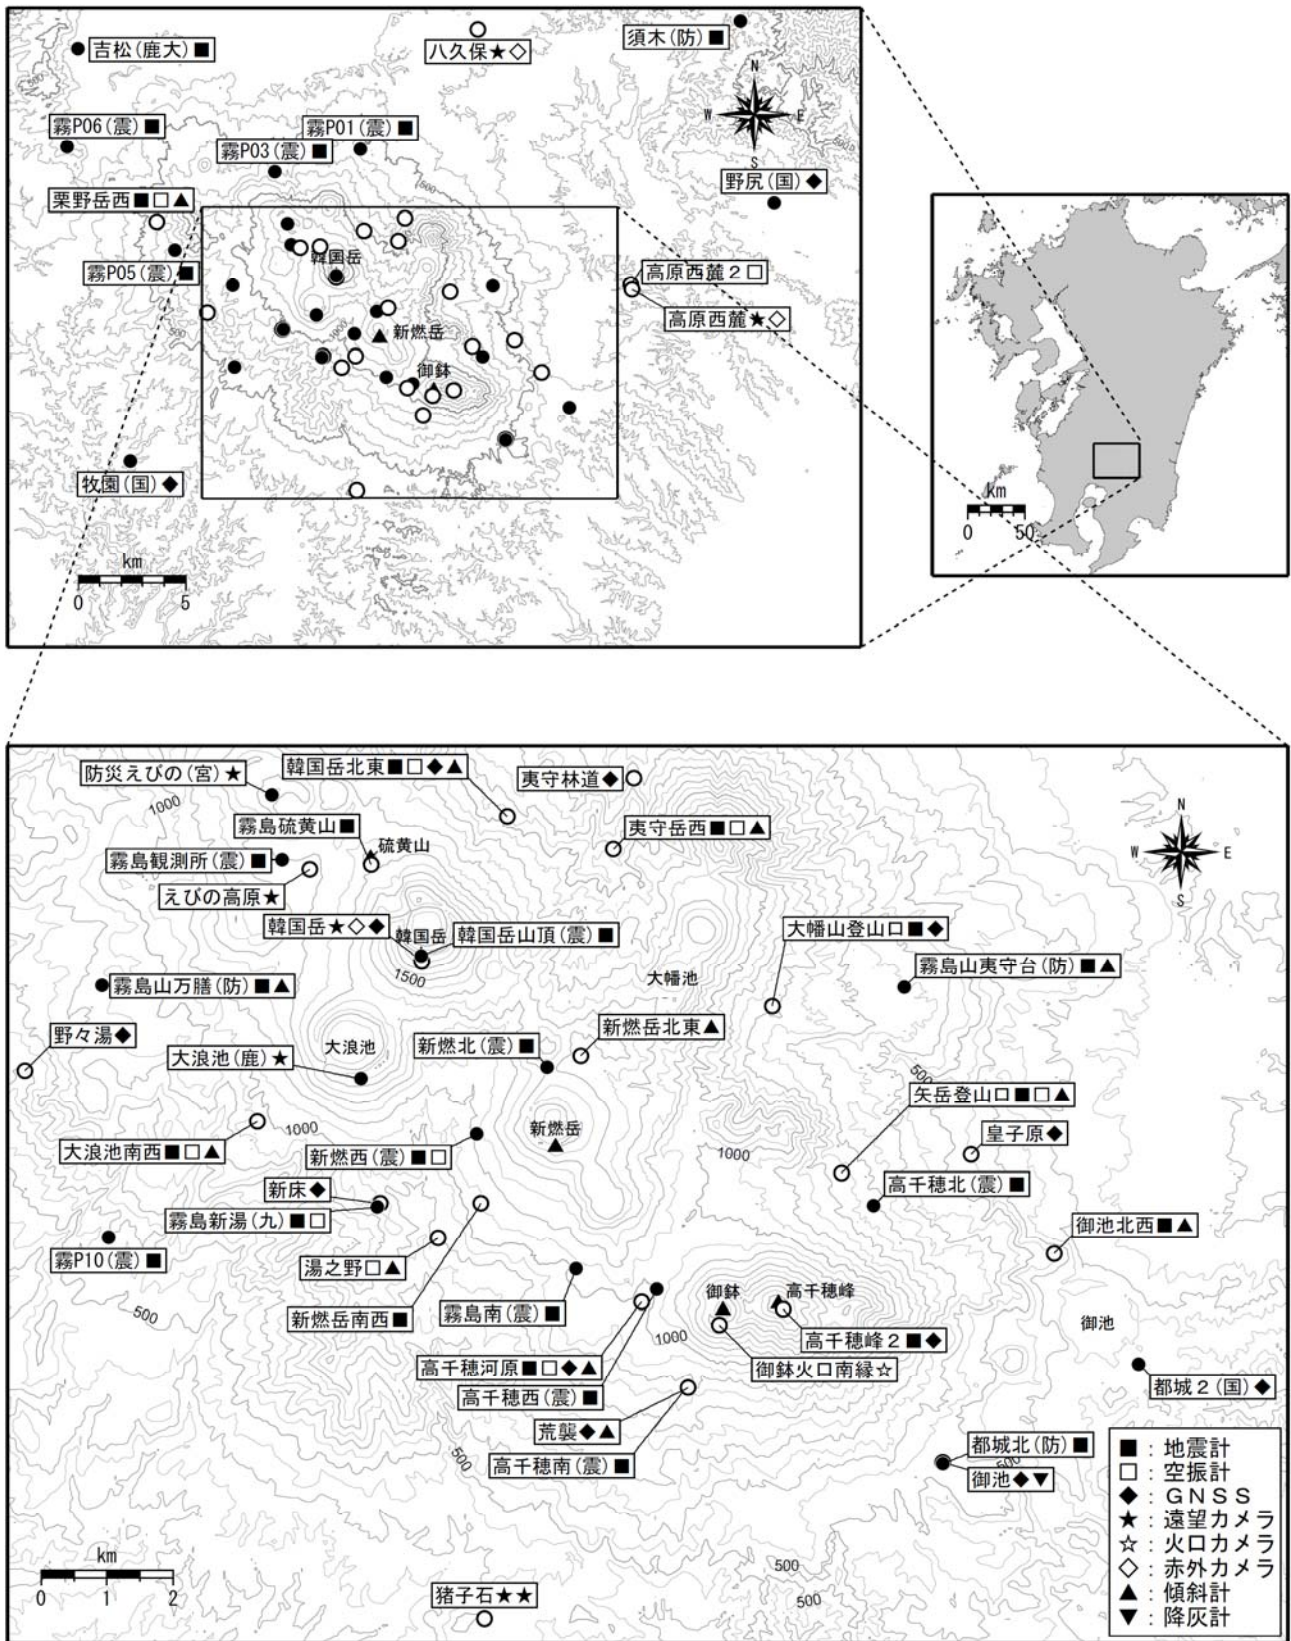 吉松(鹿大)■
八久保★◇
須木(防)■
N
W
E
S
霧P06(震)■
霧P01(震)■
霧P03(震)■
500
500
野尻(国)◆
栗野岳西■□▲
霧P05(震)■
韓国岳
高原西麓２□
高原西麓★◇
500
1000
新燃岳
御鉢
牧園(国)◆
km
0 5
km
0 50
防災えびの(宮)★
韓国岳北東■□◆▲
夷守林道◆
1000
霧島硫黄山■
硫黄山
夷守岳西■□▲
N
W
E
S
霧島観測所(震)■
えびの高原★
韓国岳★◇◆
韓国岳
韓国岳山頂(震)■
大幡山登山口■◆
1500
大幡池
霧島山夷守台(防)■▲
霧島山万膳(防)■▲
野々湯◆
大浪池
新燃岳北東▲
新燃北(震)■
大浪池(鹿)★
500
矢岳登山口■□▲
1000
新燃岳
皇子原◆
大浪池南西■□▲
新燃西(震)■□
1000
新床◆
高千穂北(震)■
霧島新湯(九)■□
御池北西■▲
霧P10(震)■
湯之野□▲
御鉢
高千穂峰
500
新燃岳南西■
霧島南(震)■
1000
高千穂峰２■◆
御池
高千穂河原■□◆▲
御鉢火口南縁☆
高千穂西(震)■
都城２(国)◆
荒襲◆▲
500
高千穂南(震)■
都城北(防)■
500
御池◆▼
■：地震計
□：空振計
◆：ＧＮＳＳ
★：遠望カメラ
☆：火口カメラ
◇：赤外カメラ
▲：傾斜計
▼：降灰計
km
0 1 2
500
500
猪子石★★